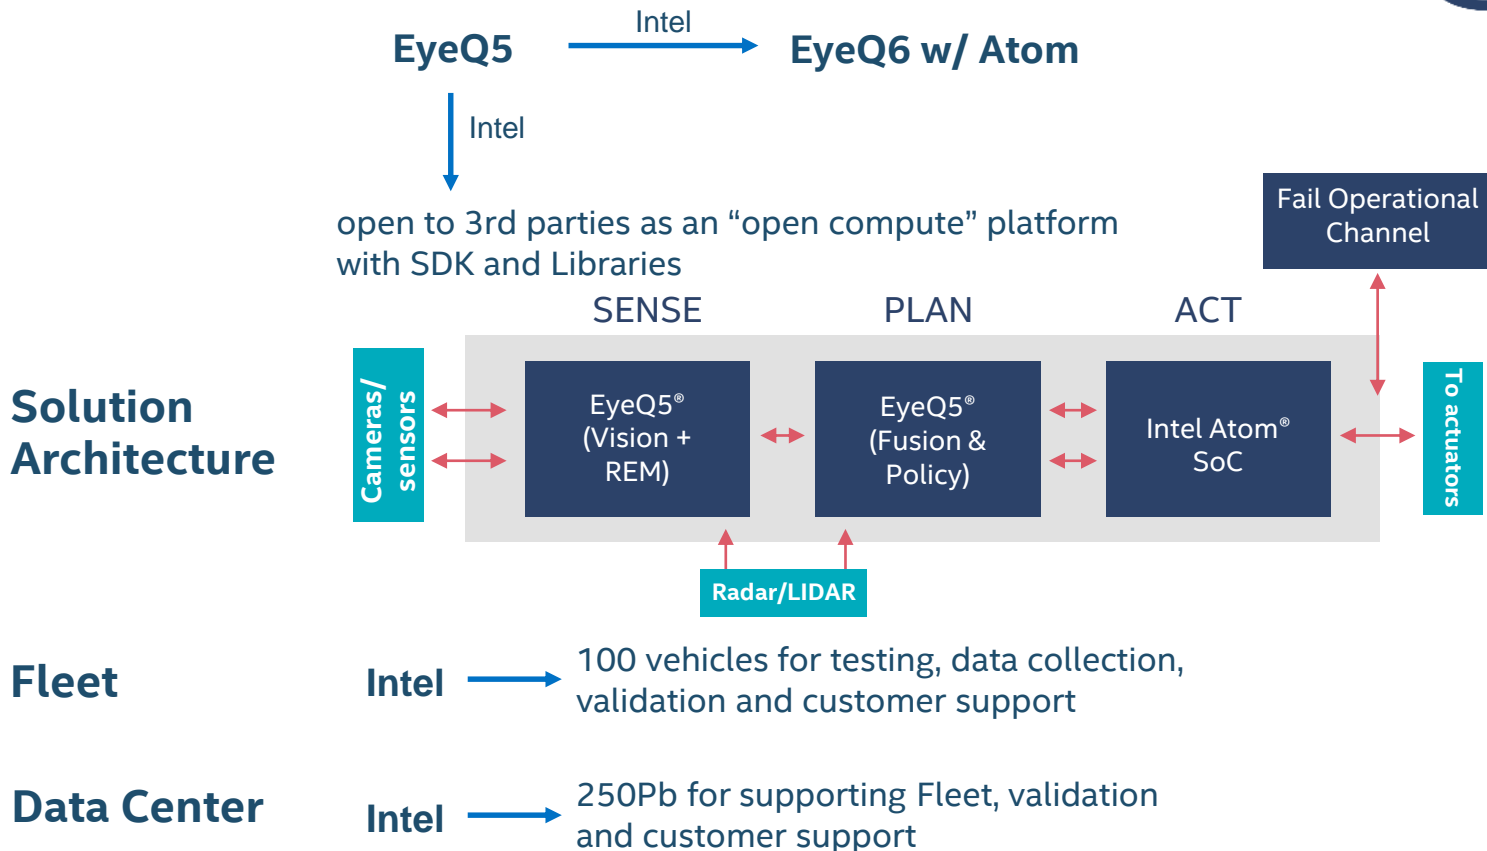 Intel
EyeQ5
EyeQ6 w/ Atom
Intel
open to 3rd parties as an “open compute” platform
with SDK and Libraries
Fail Operational
Channel
SENSE
PLAN
ACT
Solution
Architecture
Cameras/
sensors
EyeQ5®
(Vision +
REM)
EyeQ5®
(Fusion &
Policy)
Intel Atom®
SoC
To actuators
Radar/LIDAR
Fleet
Intel
100 vehicles for testing, data collection,
validation and customer support
Data Center
Intel
250Pb for supporting Fleet, validation
and customer support